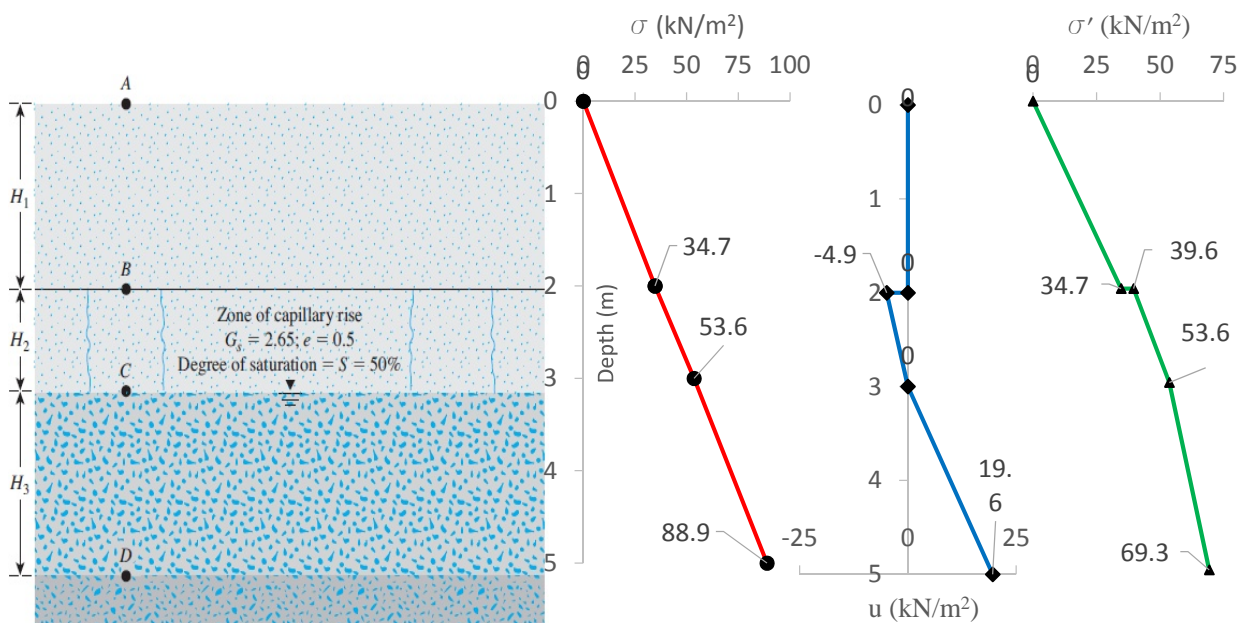 A
H1
B
H2
Zone of capillary rise
Gs = 2.65; e = 0.5
Degree of saturation = S = 50%
C
H3
D
σ (kN/m²)
0
0
25
50
75
100
0
1
2
3
4
5
Depth (m)
34.7
53.6
88.9
0
0
1
2
3
4
5
-4.9
0
0
19.
6
-25
0
25
u (kN/m²)
σ′ (kN/m²)
0
0
25
50
75
34.7
39.6
53.6
69.3